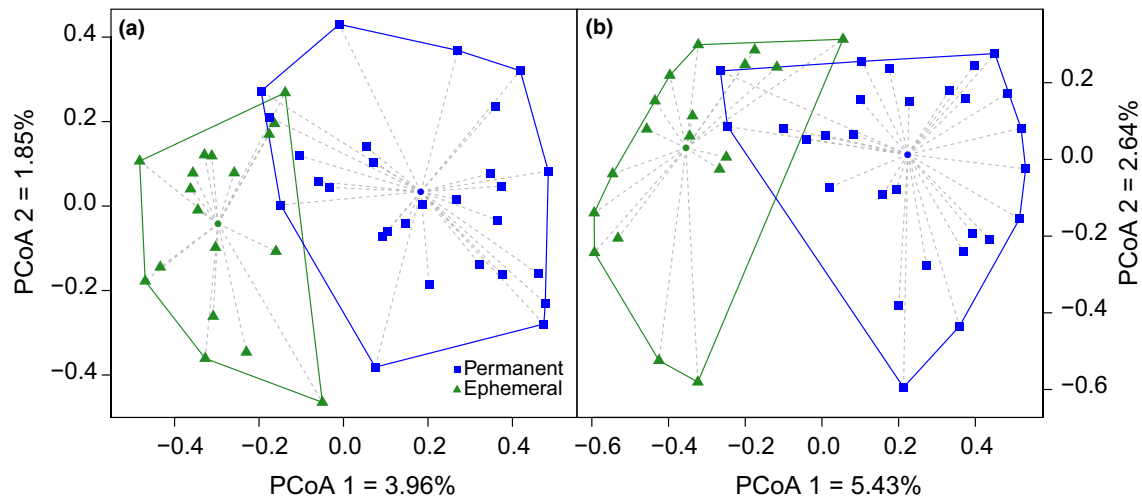 (a)
(b)
0.4
0.2
0.0
−0.2
−0.4
PCoA 2 = 1.85%
Permanent
Ephemeral
0.2
0.0
−0.2
−0.4
−0.6
PCoA 2 = 2.64%
−0.4 −0.2 0.0 0.2 0.4
−0.6 −0.4 −0.2 0.0 0.2 0.4
PCoA 1 = 3.96%
PCoA 1 = 5.43%